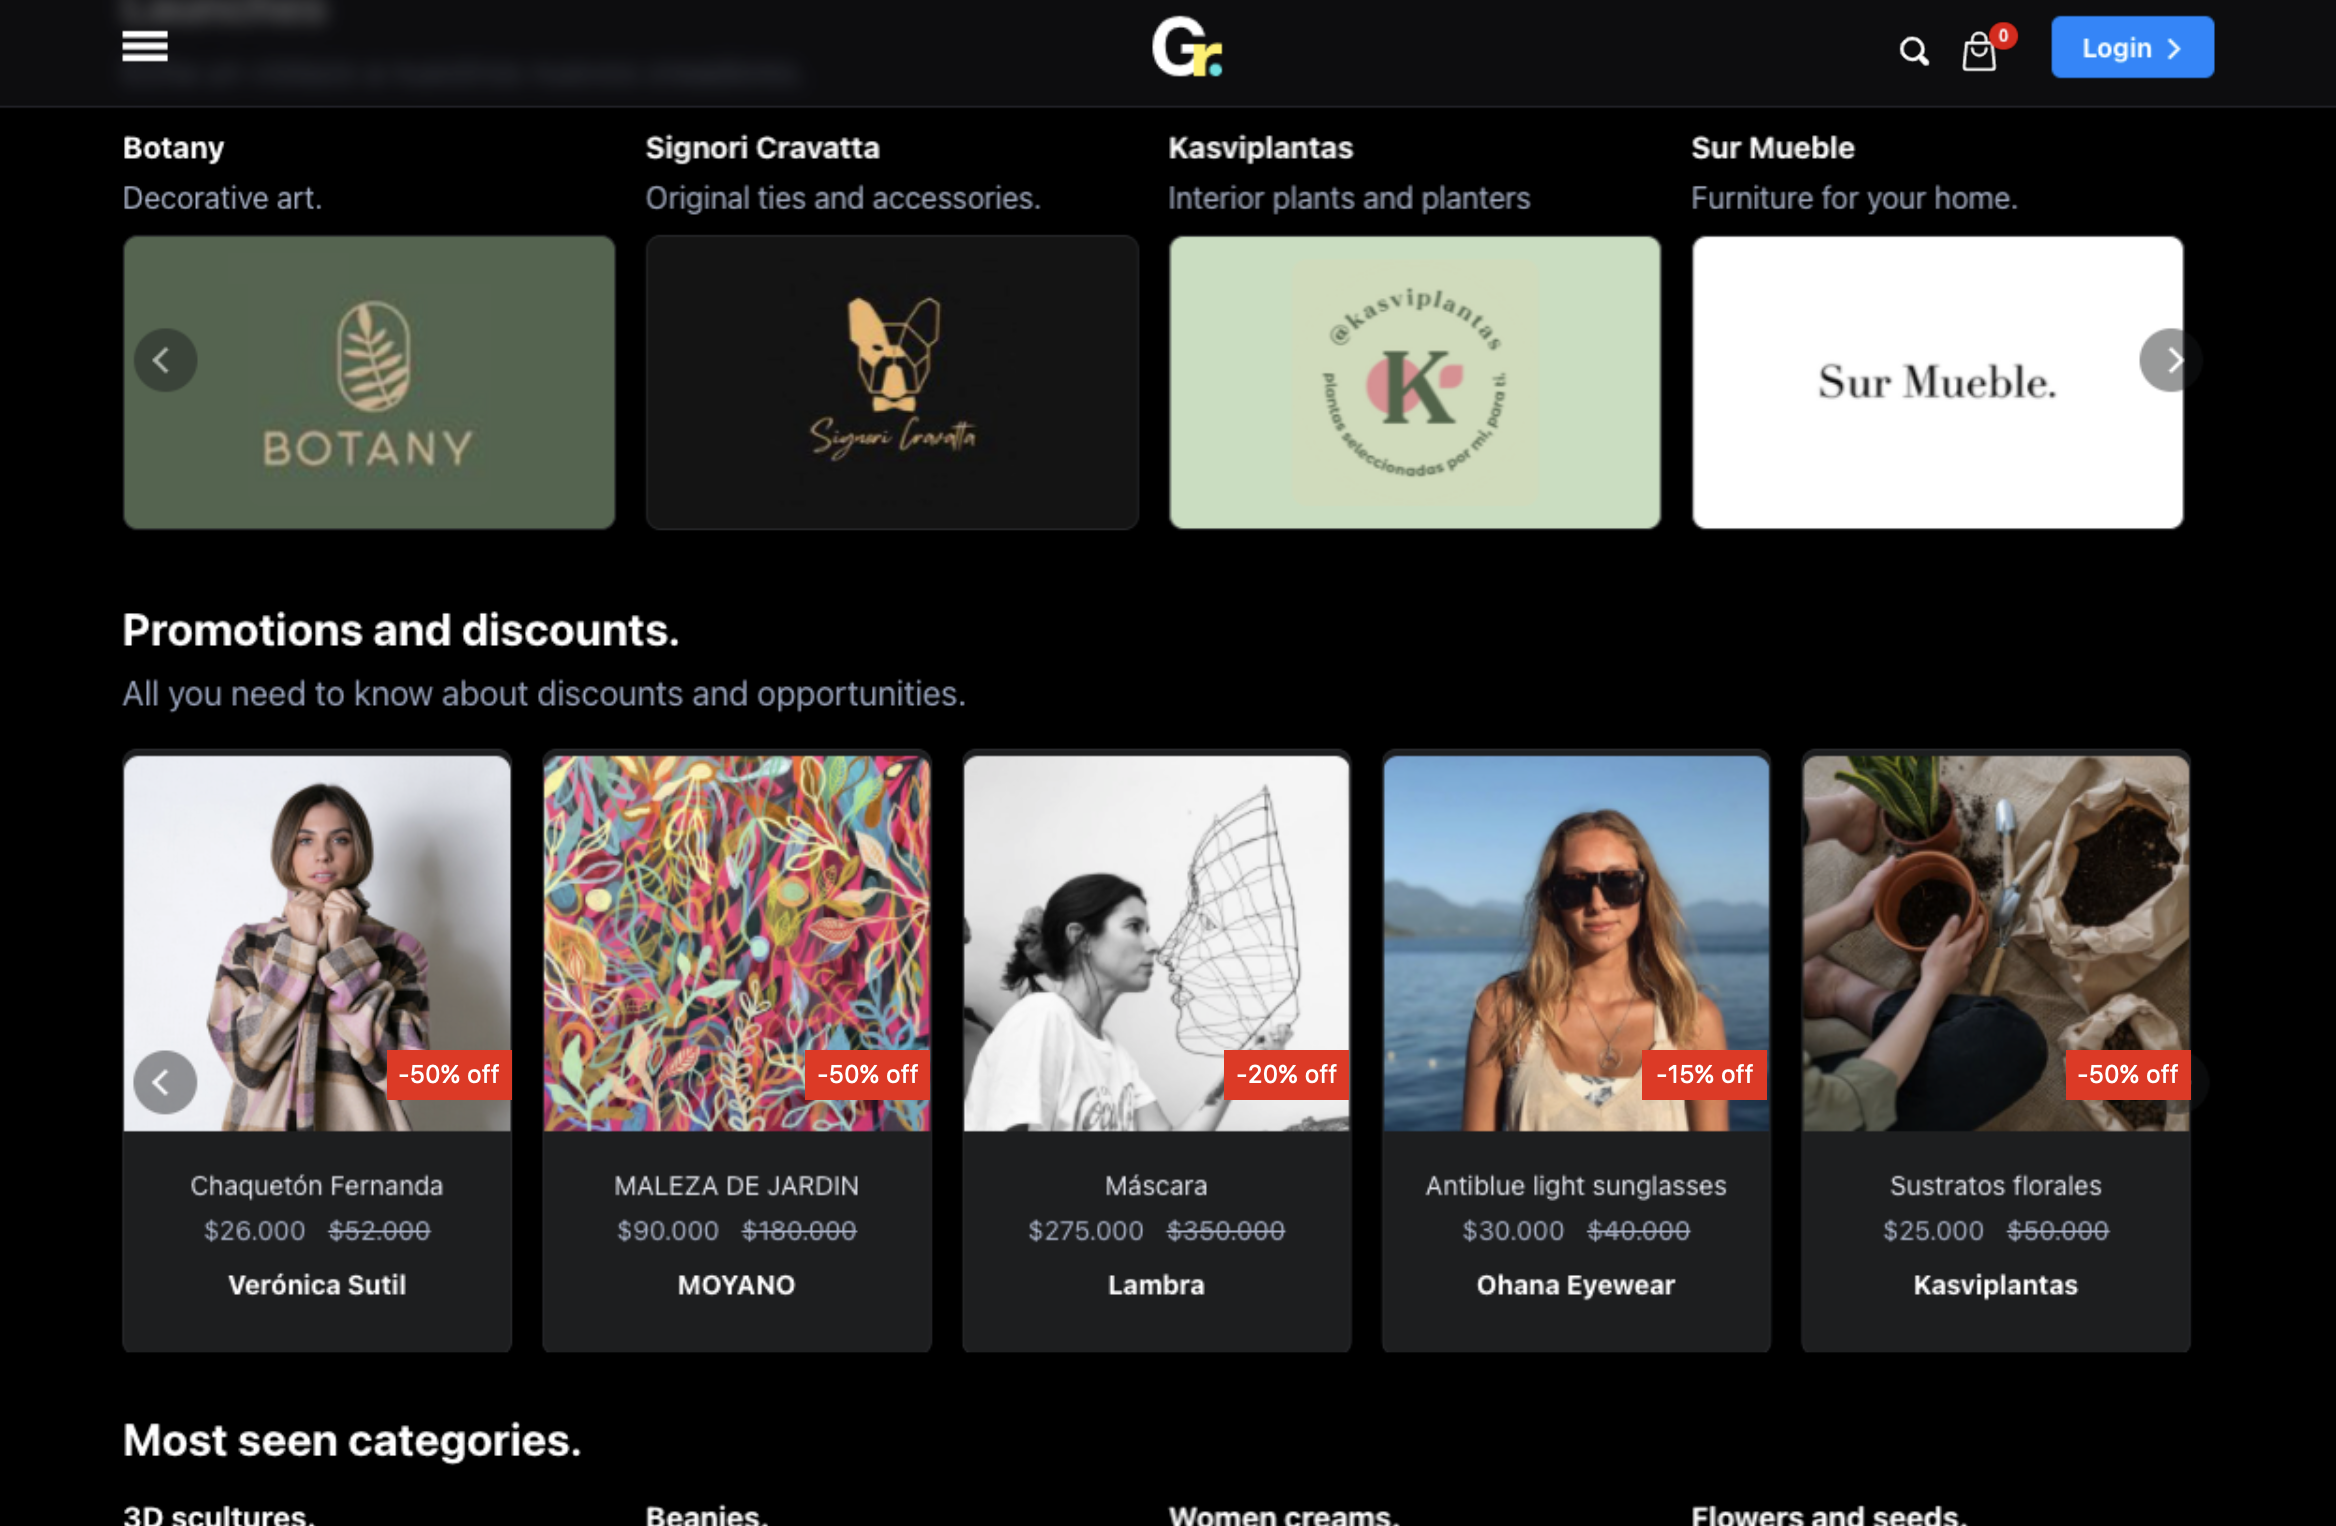 Gr.
0
Login
Botany
Signori Cravatta
Kasviplantas
Sur Mueble
Decorative art.
Original ties and accessories.
Interior plants and planters
Furniture for your home.
BOTANY
Signori Cravatta
@kasviplantas
K
plantas seleccionadas por mi, para ti.
Sur Mueble.
Promotions and discounts.
All you need to know about discounts and opportunities.
-50% off
-50% off
-20% off
-15% off
-50% off
Chaquetón Fernanda
$26.000 $52.000
Verónica Sutil
MALEZA DE JARDIN
$90.000 $180.000
MOYANO
Máscara
$275.000 $350.000
Lambra
Antiblue light sunglasses
$30.000 $40.000
Ohana Eyewear
Sustratos florales
$25.000 $50.000
Kasviplantas
Most seen categories.
3D scultures.
Beanies.
Women creams.
Flowers and seeds.